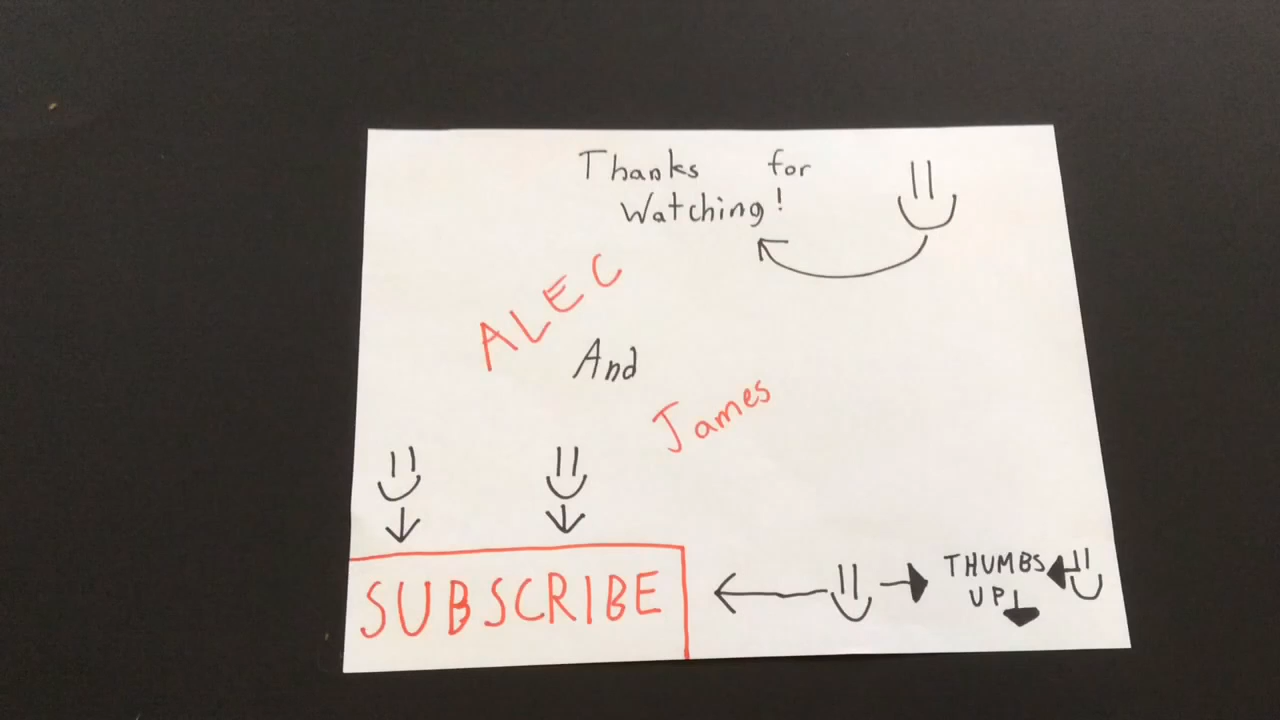 Thanks for
Watching!
ALEC
And
James
SUBSCRIBE
THUMBS
UP